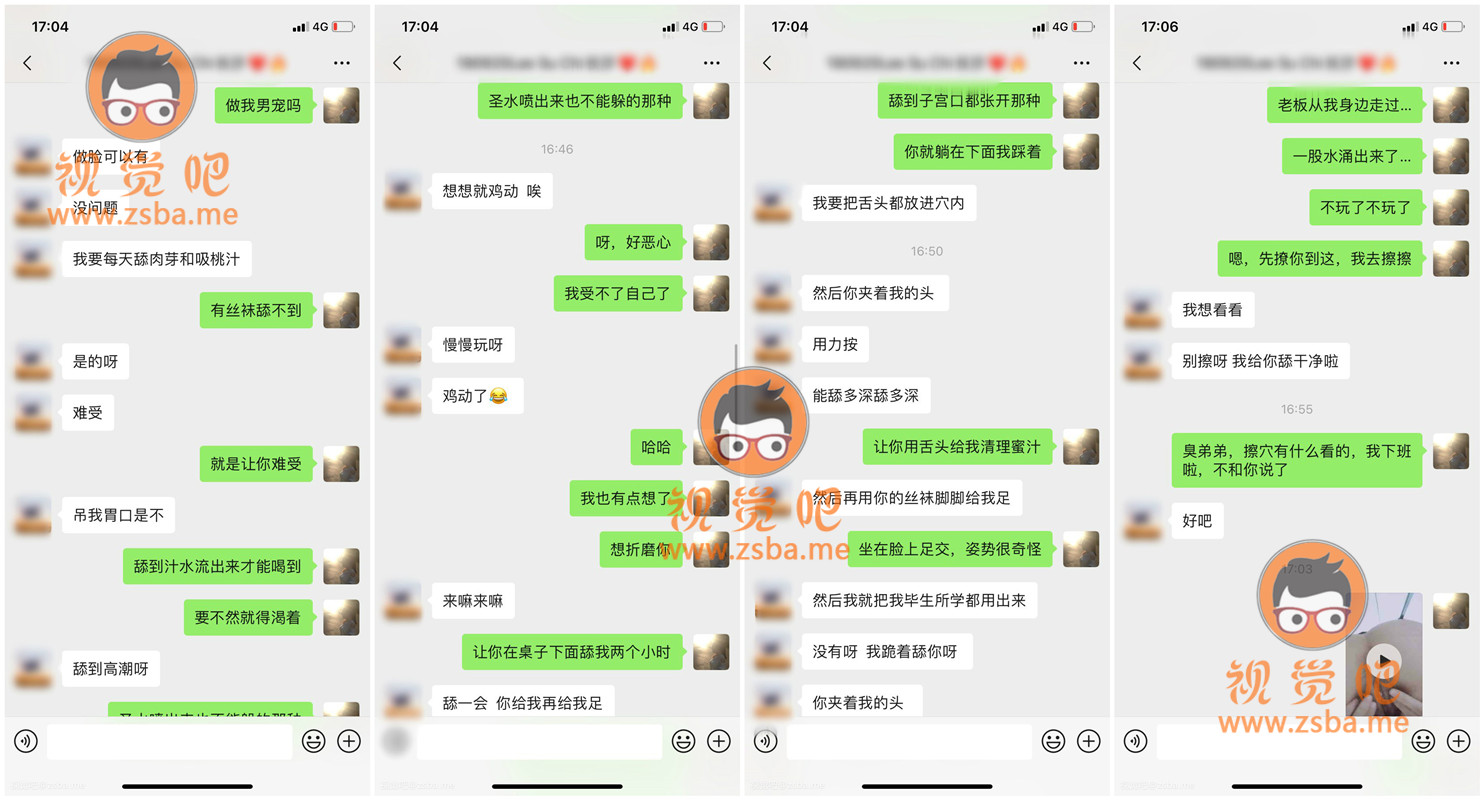 17:04
4G
做我男宠吗
做脸可以有
没问题
我要每天舔肉芽和吸桃汁
有丝袜舔不到
是的呀
难受
就是让你难受
吊我胃口是不
舔到汁水流出来才能喝到
要不然就得渴着
舔到高潮呀
圣水喷出来也不能躲的那种
17:04
4G
圣水喷出来也不能躲的那种
16:46
想想就鸡动 唉
呀，好恶心
我受不了自己了
慢慢玩呀
鸡动了😂
哈哈
我也有点想了
想折磨你
来嘛来嘛
让你在桌子下面舔我两个小时
舔一会 你给我再给我足
17:04
4G
舔到子宫口都张开那种
你就躺在下面我踩着
我要把舌头都放进穴内
16:50
然后你夹着我的头
用力按
能舔多深舔多深
让你用舌头给我清理蜜汁
然后再用你的丝袜脚脚给我足
坐在脸上足交，姿势很奇怪
然后我就把我毕生所学都用出来
没有呀 我跪着舔你呀
你夹着我的头
17:06
4G
老板从我身边走过...
一股水涌出来了...
不玩了不玩了
嗯，先撩你到这，我去擦擦
我想看看
别擦呀 我给你舔干净啦
16:55
臭弟弟，擦穴有什么看的，我下班
啦，不和你说了
好吧
17:03
视觉吧
www.zsba.me
视觉吧
www.zsba.me
视觉吧
www.zsba.me